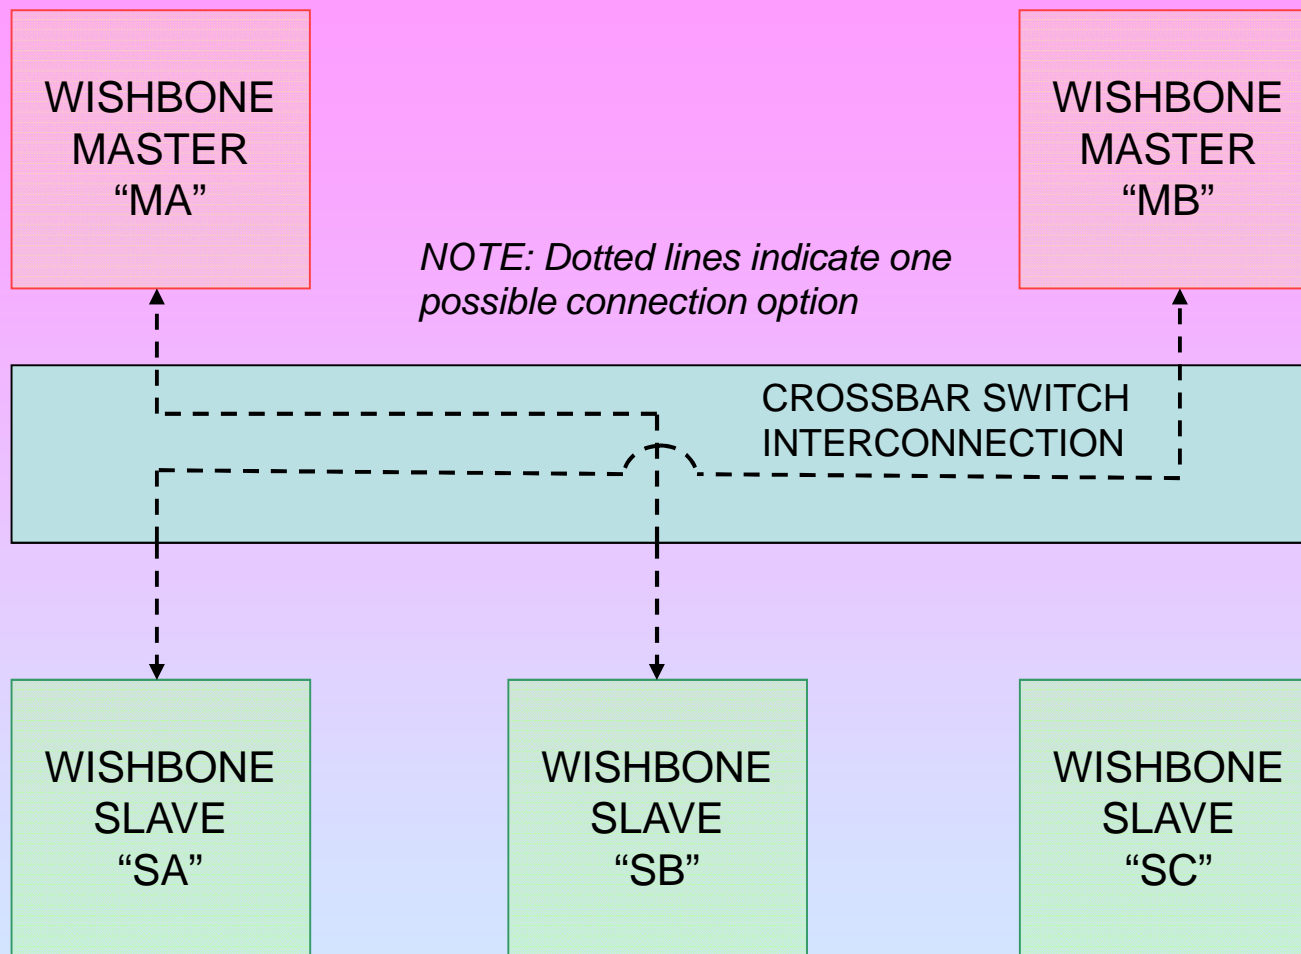 WISHBONE
MASTER
“MA”
WISHBONE
MASTER
“MB”
NOTE: Dotted lines indicate one
possible connection option
CROSSBAR SWITCH
INTERCONNECTION
WISHBONE
SLAVE
“SA”
WISHBONE
SLAVE
“SB”
WISHBONE
SLAVE
“SC”